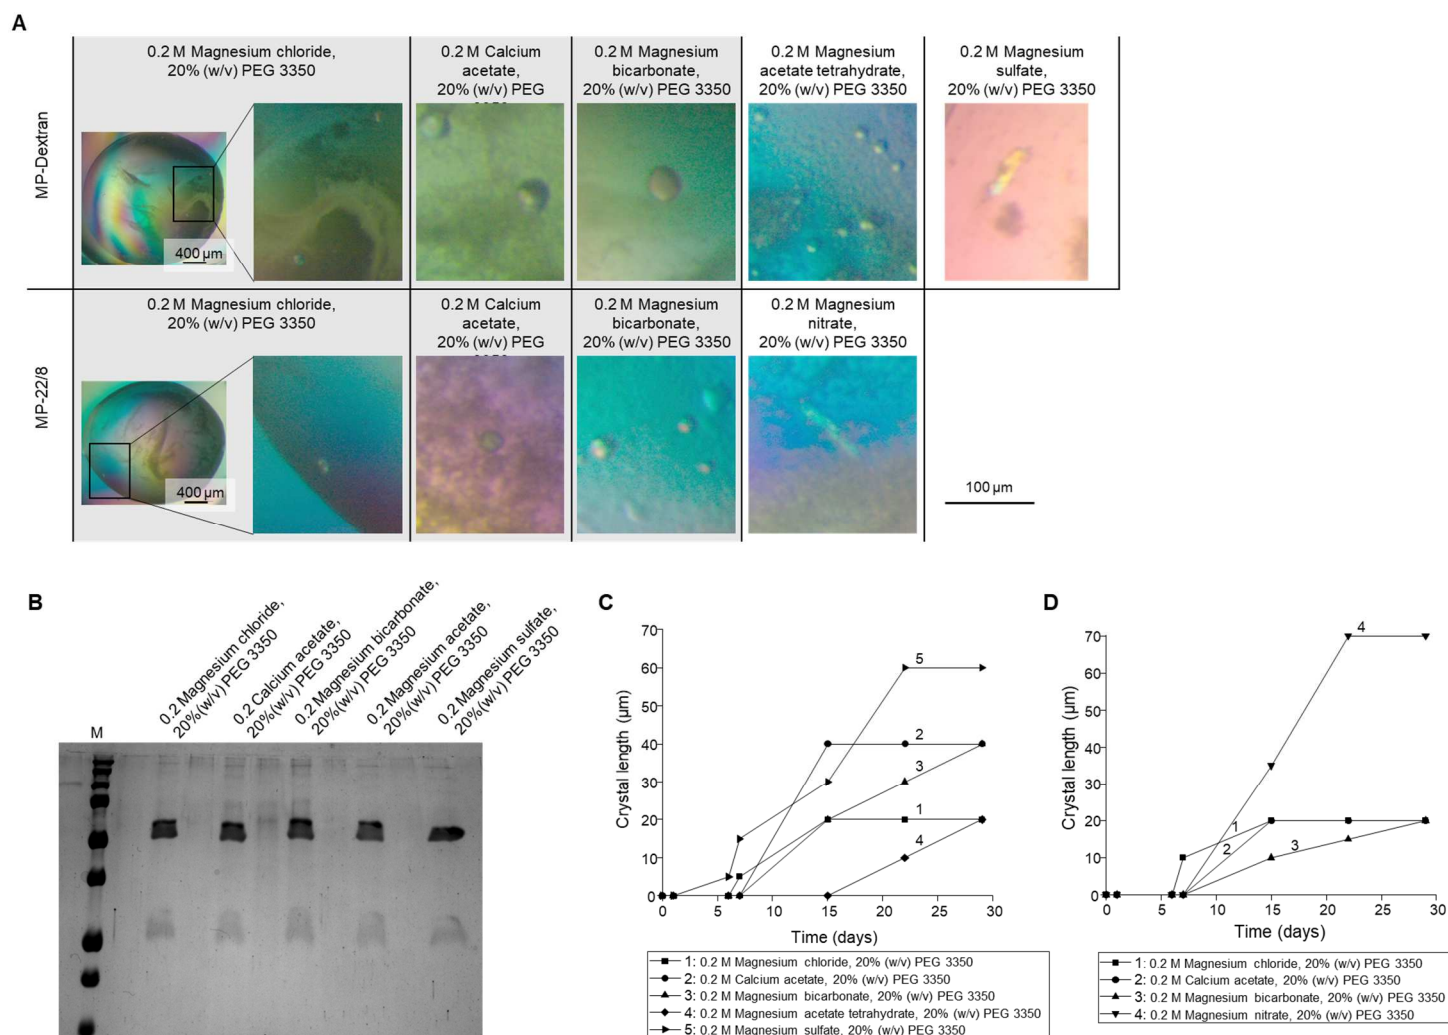 A
0.2 M Magnesium chloride,
20% (w/v) PEG 3350
0.2 M Calcium
acetate,
20% (w/v) PEG
0.2 M Magnesium
bicarbonate,
20% (w/v) PEG 3350
0.2 M Magnesium
acetate tetrahydrate,
20% (w/v) PEG 3350
0.2 M Magnesium
sulfate,
20% (w/v) PEG 3350
MP-Dextran
400 µm
0.2 M Magnesium chloride,
20% (w/v) PEG 3350
0.2 M Calcium
acetate,
20% (w/v) PEG
0.2 M Magnesium
bicarbonate,
20% (w/v) PEG 3350
0.2 M Magnesium
nitrate,
20% (w/v) PEG 3350
MP-22/8
400 µm
100 µm
B
M
0.2 Magnesium chloride,
20%(w/v) PEG 3350
0.2 Calcium acetate,
20%(w/v) PEG 3350
0.2 Magnesium bicarbonate,
20%(w/v) PEG 3350
0.2 Magnesium acetate,
20%(w/v) PEG 3350
0.2 Magnesium sulfate,
20%(w/v) PEG 3350
C
Crystal length (µm)
70
60
50
40
30
20
10
0
5
2
3
1
4
0 5 10 15 20 25 30
Time (days)
1: 0.2 M Magnesium chloride, 20% (w/v) PEG 3350
2: 0.2 M Calcium acetate, 20% (w/v) PEG 3350
3: 0.2 M Magnesium bicarbonate, 20% (w/v) PEG 3350
4: 0.2 M Magnesium acetate tetrahydrate, 20% (w/v) PEG 3350
5: 0.2 M Magnesium sulfate, 20% (w/v) PEG 3350
D
Crystal length (µm)
70
60
50
40
30
20
10
0
4
1
2
3
0 5 10 15 20 25 30
Time (days)
1: 0.2 M Magnesium chloride, 20% (w/v) PEG 3350
2: 0.2 M Calcium acetate, 20% (w/v) PEG 3350
3: 0.2 M Magnesium bicarbonate, 20% (w/v) PEG 3350
4: 0.2 M Magnesium nitrate, 20% (w/v) PEG 3350